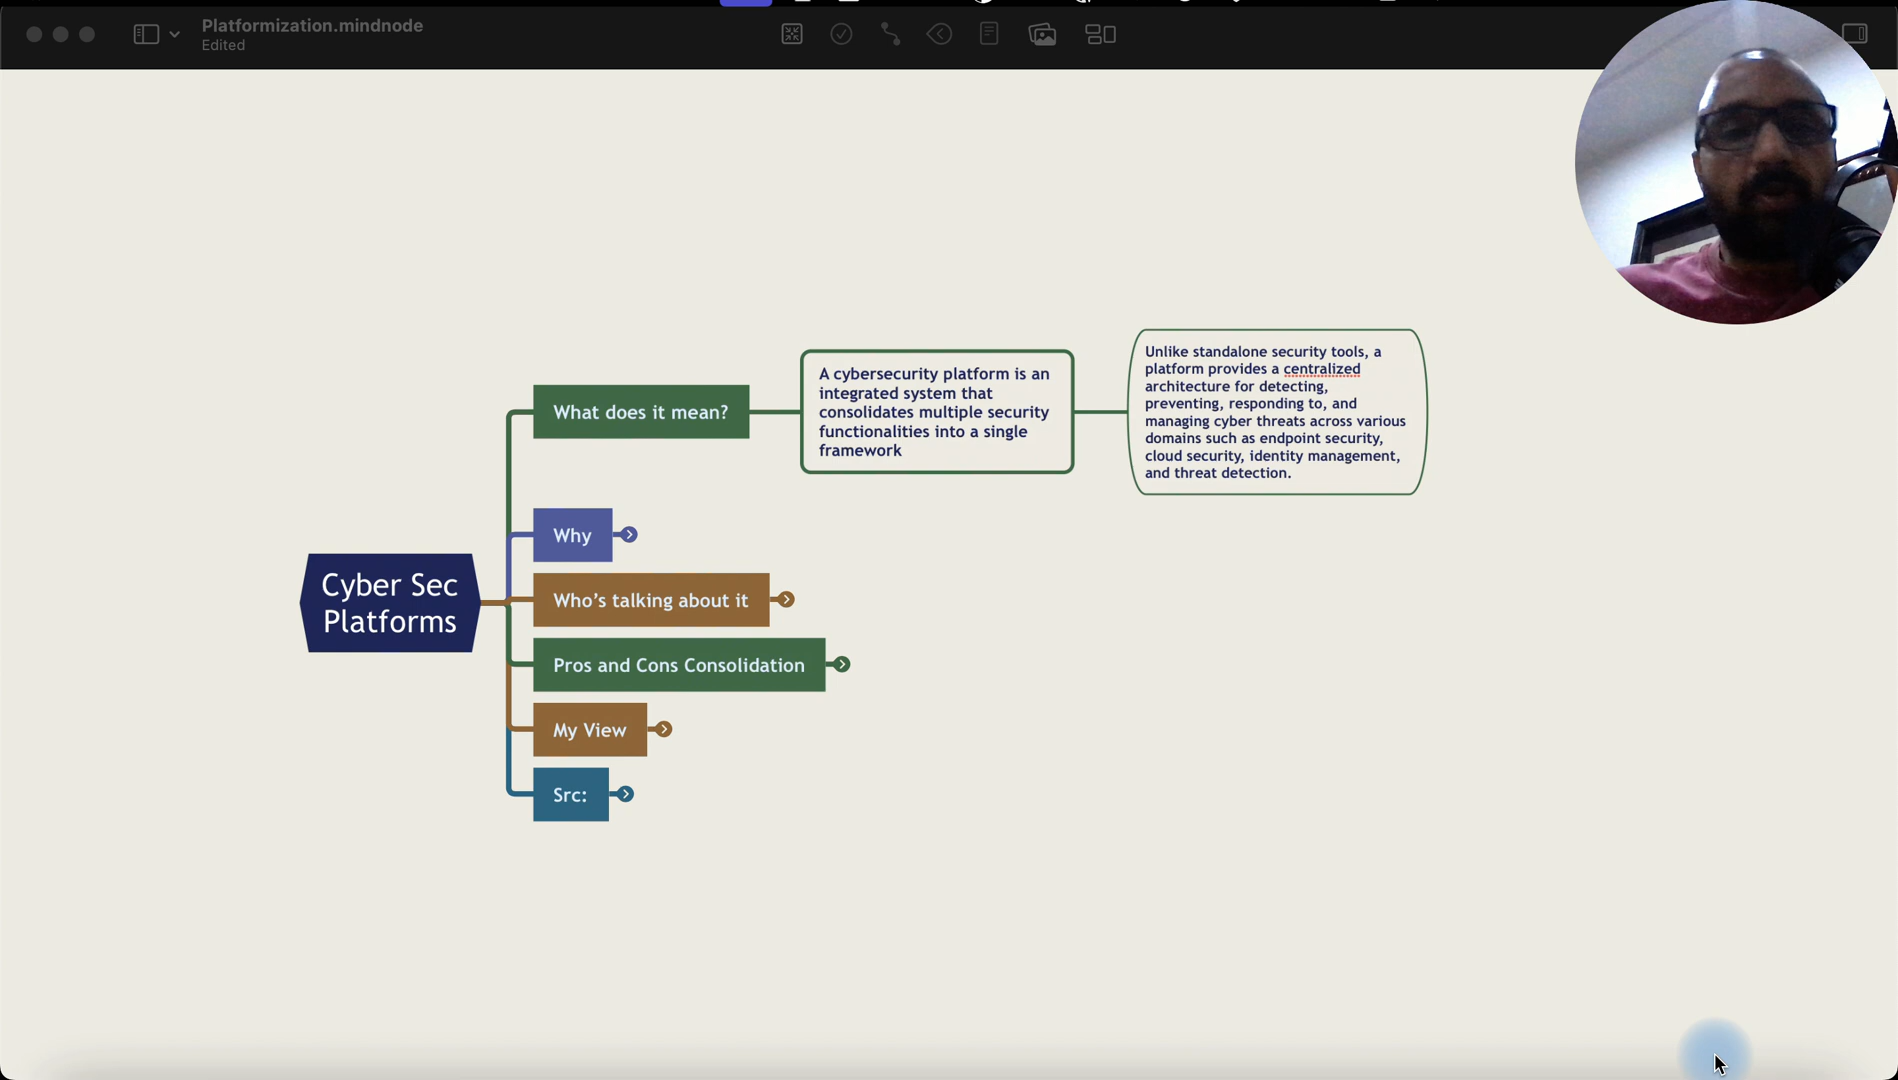 Platformization.mindnode
Edited
What does it mean?
A cybersecurity platform is an
integrated system that
consolidates multiple security
functionalities into a single
framework
Unlike standalone security tools, a
platform provides a centralized
architecture for detecting,
preventing, responding to, and
managing cyber threats across various
domains such as endpoint security,
cloud security, identity management,
and threat detection.
Why
Cyber Sec
Platforms
Who’s talking about it
Pros and Cons Consolidation
My View
Src: